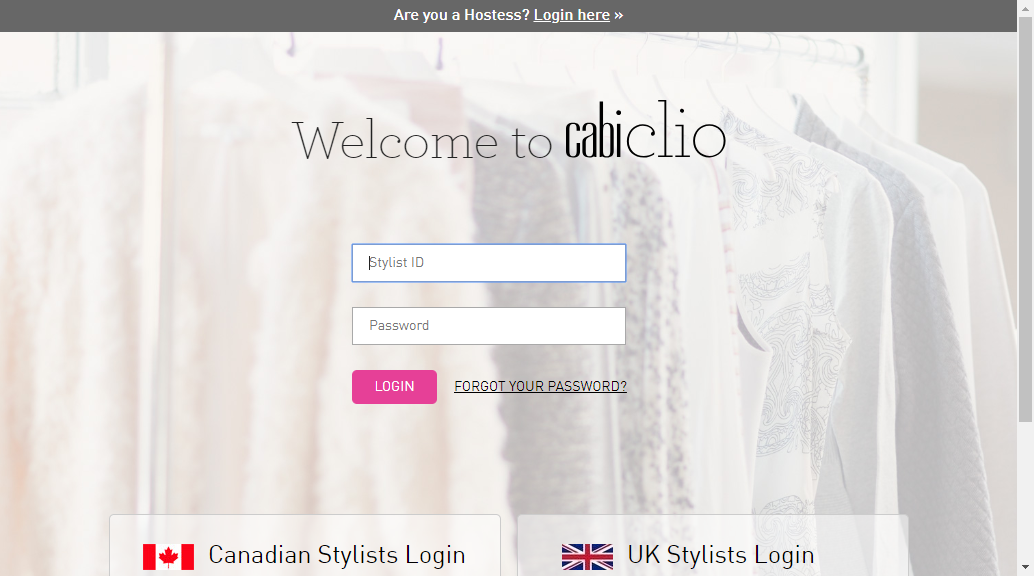 Are you a Hostess? Login here »
Welcome to cabiclio
Stylist ID
Password
LOGIN
FORGOT YOUR PASSWORD?
Canadian Stylists Login
UK Stylists Login